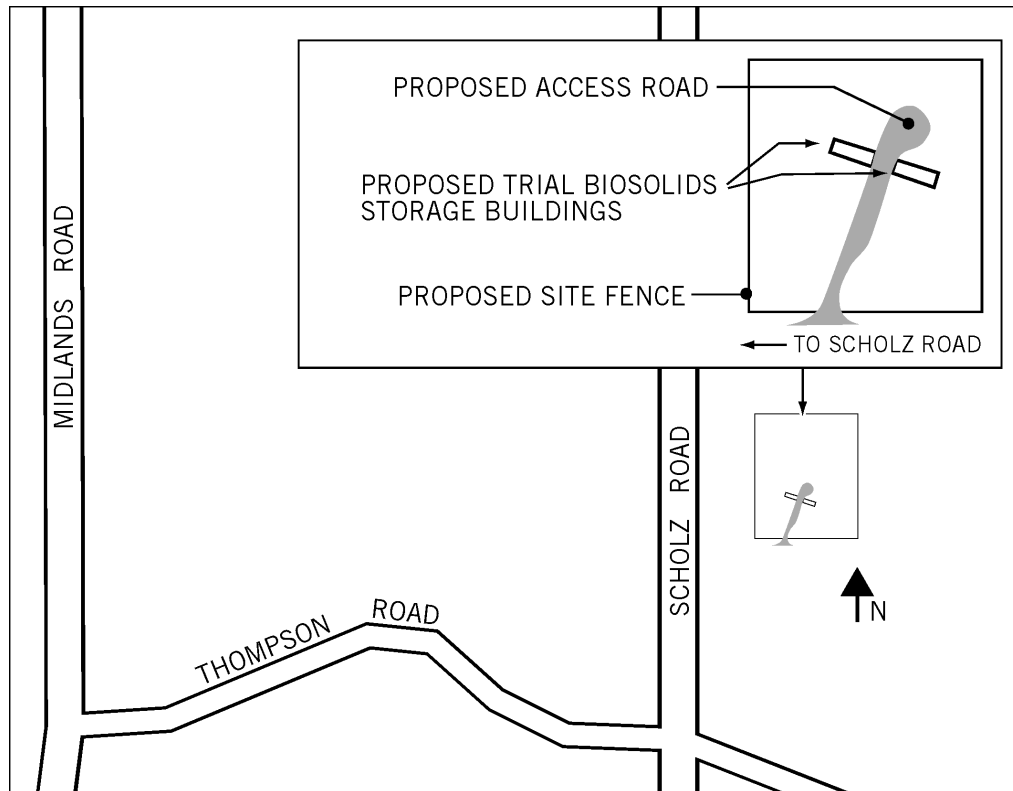 PROPOSED ACCESS ROAD
PROPOSED TRIAL BIOSOLIDS
STORAGE BUILDINGS
PROPOSED SITE FENCE
TO SCHOLZ ROAD
MIDLANDS ROAD
SCHOLZ ROAD
N
THOMPSON ROAD